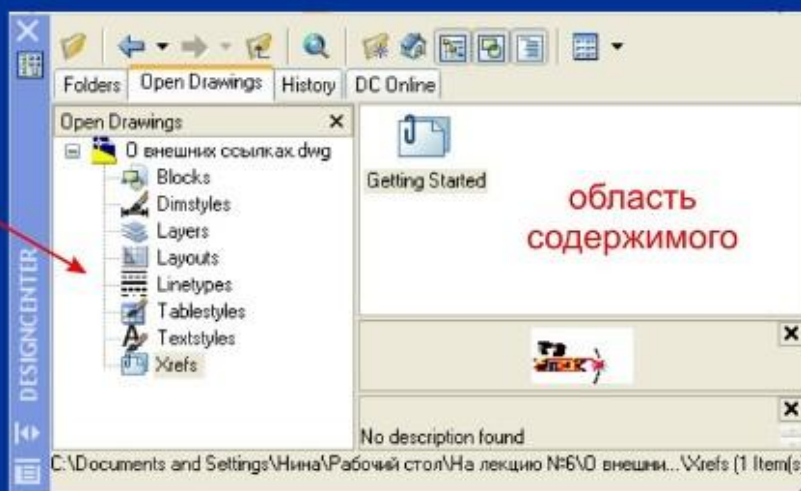 Folders Open Drawings History DC Online
Open Drawings
О внешних ссылках.dwg
Blocks
Dimstyles
Layers
Layouts
Linetypes
Tablestyles
Textstyles
Xrefs
Getting Started
область
содержимого
No description found
DESIGNCENTER
C:\Documents and Settings\Нина\Рабочий стол\На лекцию №6\О внешни...\Xrefs (1 Item(s